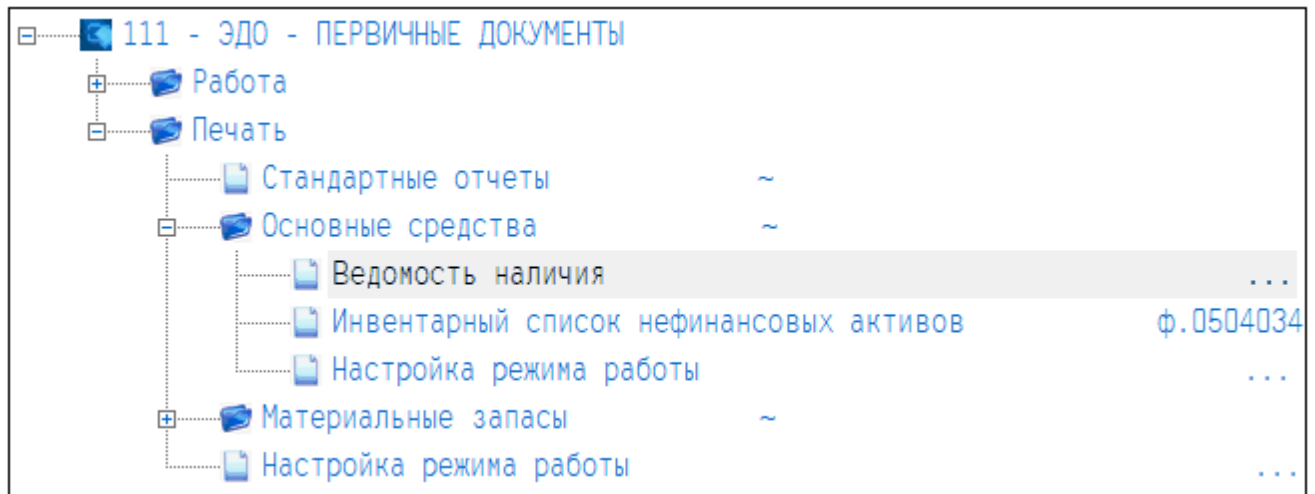 111 - ЭДО - ПЕРВИЧНЫЕ ДОКУМЕНТЫ
Работа
Печать
Стандартные отчеты ~
Основные средства ~
Ведомость наличия ...
Инвентарный список нефинансовых активов ф.0504034
Настройка режима работы ...
Материальные запасы ~
Настройка режима работы ...